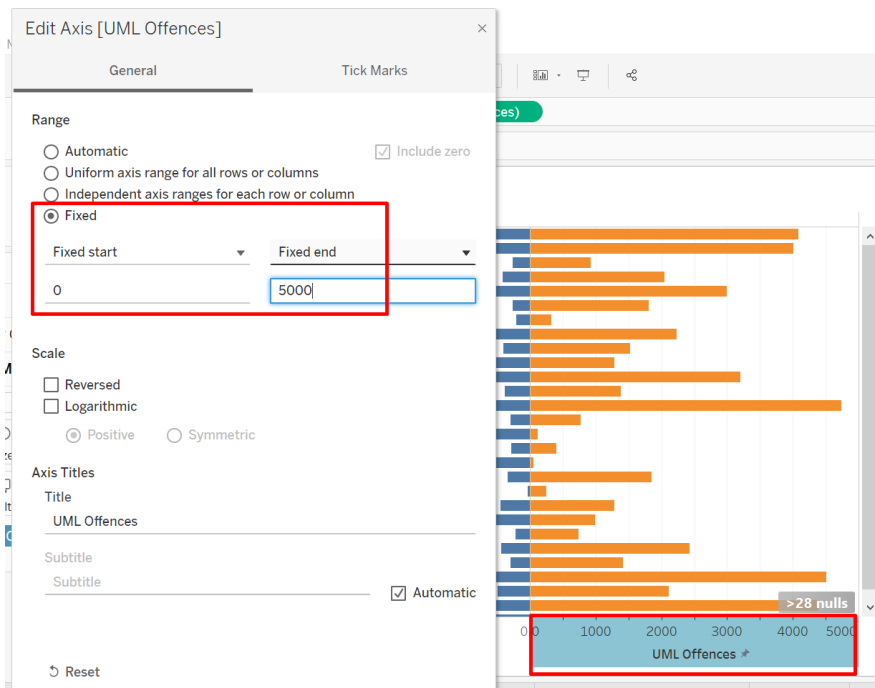 Edit Axis [UML Offences]
×
General
Tick Marks
Range
Automatic
Include zero
Uniform axis range for all rows or columns
Independent axis ranges for each row or column
Fixed
Fixed start
Fixed end
0
5000
Scale
Reversed
Logarithmic
Positive
Symmetric
Axis Titles
Title
UML Offences
Subtitle
Subtitle
Automatic
Reset
ces)
>28 nulls
0 0 1000 2000 3000 4000 5000
UML Offences